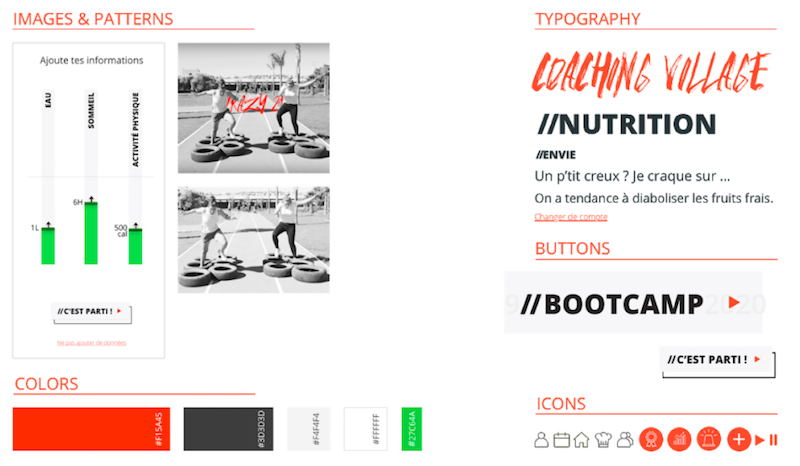 IMAGES & PATTERNS
Ajoute tes informations
EAU
SOMMEIL
ACTIVITÉ PHYSIQUE
1L
6H
500
cal
//C'EST PARTI !
Ne pas ajouter de données
COLORS
#F15A45
#3D3D3D
#F4F4F4
#FFFFFF
#27C64A
TYPOGRAPHY
COACHING VILLAGE
//NUTRITION
//ENVIE
Un p'tit creux ? Je craque sur ...
On a tendance à diaboliser les fruits frais.
Changer de compte
BUTTONS
//BOOTCAMP 2020
//C'EST PARTI !
ICONS